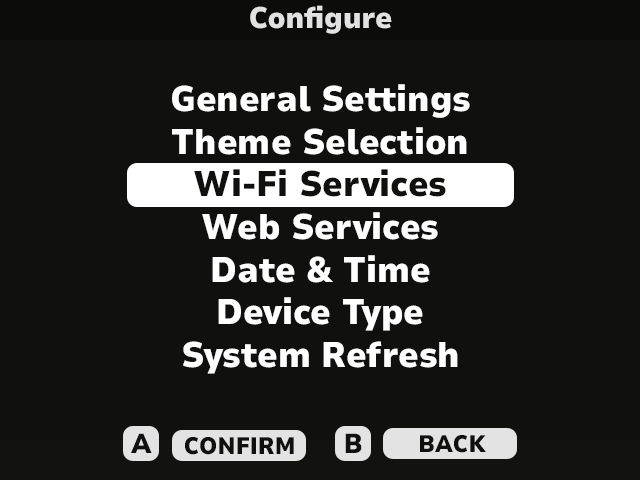 Configure
General Settings
Theme Selection
Wi-Fi Services
Web Services
Date & Time
Device Type
System Refresh
A CONFIRM B BACK